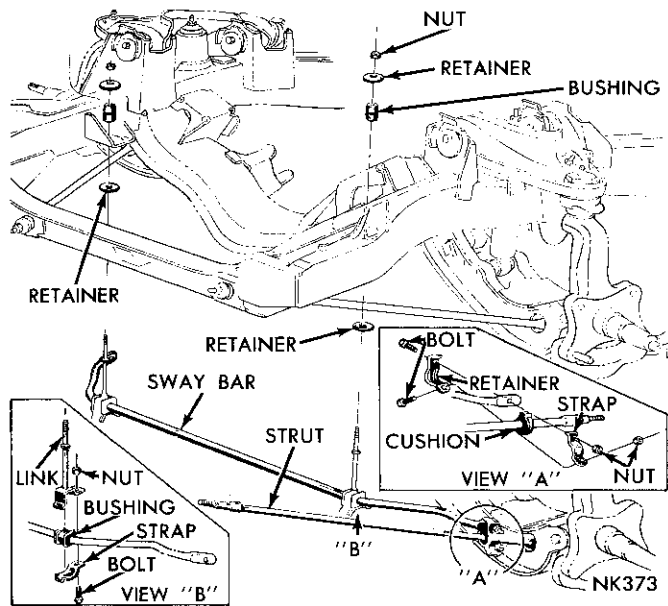 NUT
RETAINER
BUSHING
RETAINER
RETAINER
SWAY BAR
STRUT
"B"
"A"
BOLT
RETAINER
STRAP
CUSHION
NUT
VIEW "A"
LINK
NUT
BUSHING
STRAP
BOLT
VIEW "B"
NK373